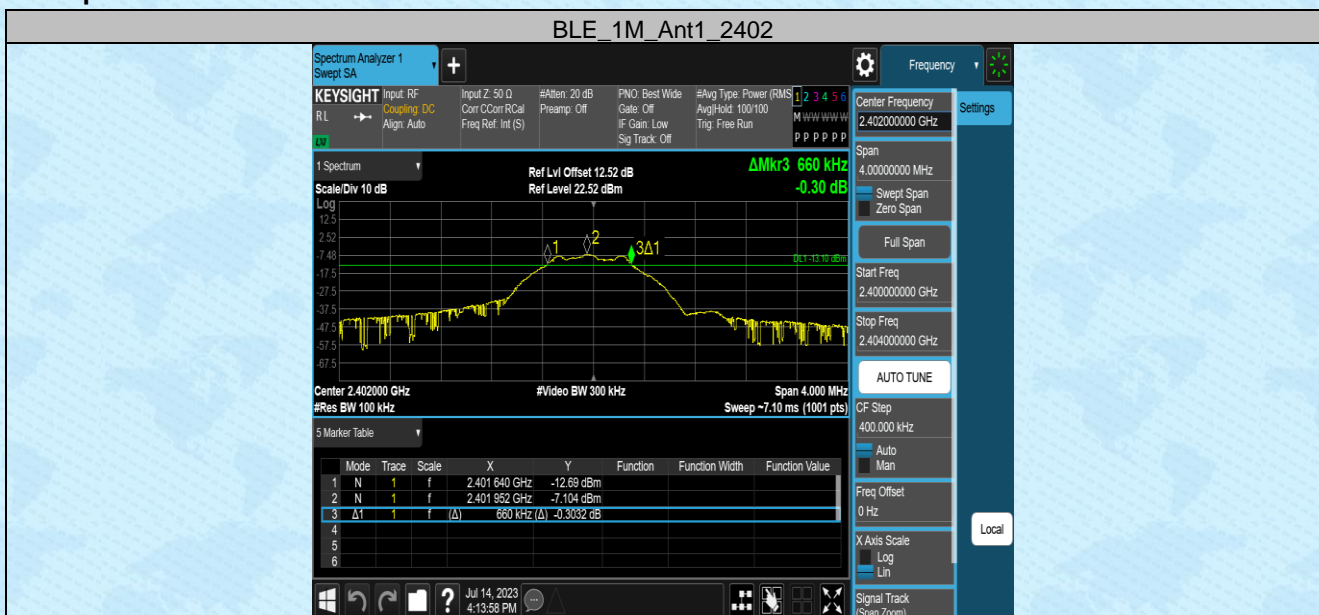 BLE_1M_Ant1_2402
Spectrum Analyzer 1
Swept SA
+
Frequency
KEYSIGHT
RL
LXI
Input: RF
Coupling: DC
Align: Auto
Input Z: 50 Ω
Corr CCorr RCal
Freq Ref: Int (S)
#Atten: 20 dB
Preamp: Off
PNO: Best Wide
Gate: Off
IF Gain: Low
Sig Track: Off
#Avg Type: Power (RMS
Avg|Hold: 100/100
Trig: Free Run
1 2 3 4 5 6
M W W W W W
P P P P P P
1 Spectrum
Scale/Div 10 dB
Ref Lvl Offset 12.52 dB
Ref Level 22.52 dBm
ΔMkr3 660 kHz
-0.30 dB
Log
12.5
2.52
-7.48
-17.5
-27.5
-37.5
-47.5
-57.5
-67.5
1
2
3Δ1
DL1 -13.10 dBm
Center 2.402000 GHz
#Video BW 300 kHz
Span 4.000 MHz
#Res BW 100 kHz
Sweep ~7.10 ms (1001 pts)
5 Marker Table
Mode Trace Scale X Y Function Function Width Function Value
1 N 1 f 2.401 640 GHz -12.69 dBm
2 N 1 f 2.401 952 GHz -7.104 dBm
3 Δ1 1 f (Δ) 660 kHz (Δ) -0.3032 dB
4
5
6
?
Jul 14, 2023
4:13:58 PM
Center Frequency
2.402000000 GHz
Span
4.00000000 MHz
Swept Span
Zero Span
Full Span
Start Freq
2.400000000 GHz
Stop Freq
2.404000000 GHz
AUTO TUNE
CF Step
400.000 kHz
Auto
Man
Freq Offset
0 Hz
X Axis Scale
Log
Lin
Signal Track
(Span Zoom)
Settings
Local